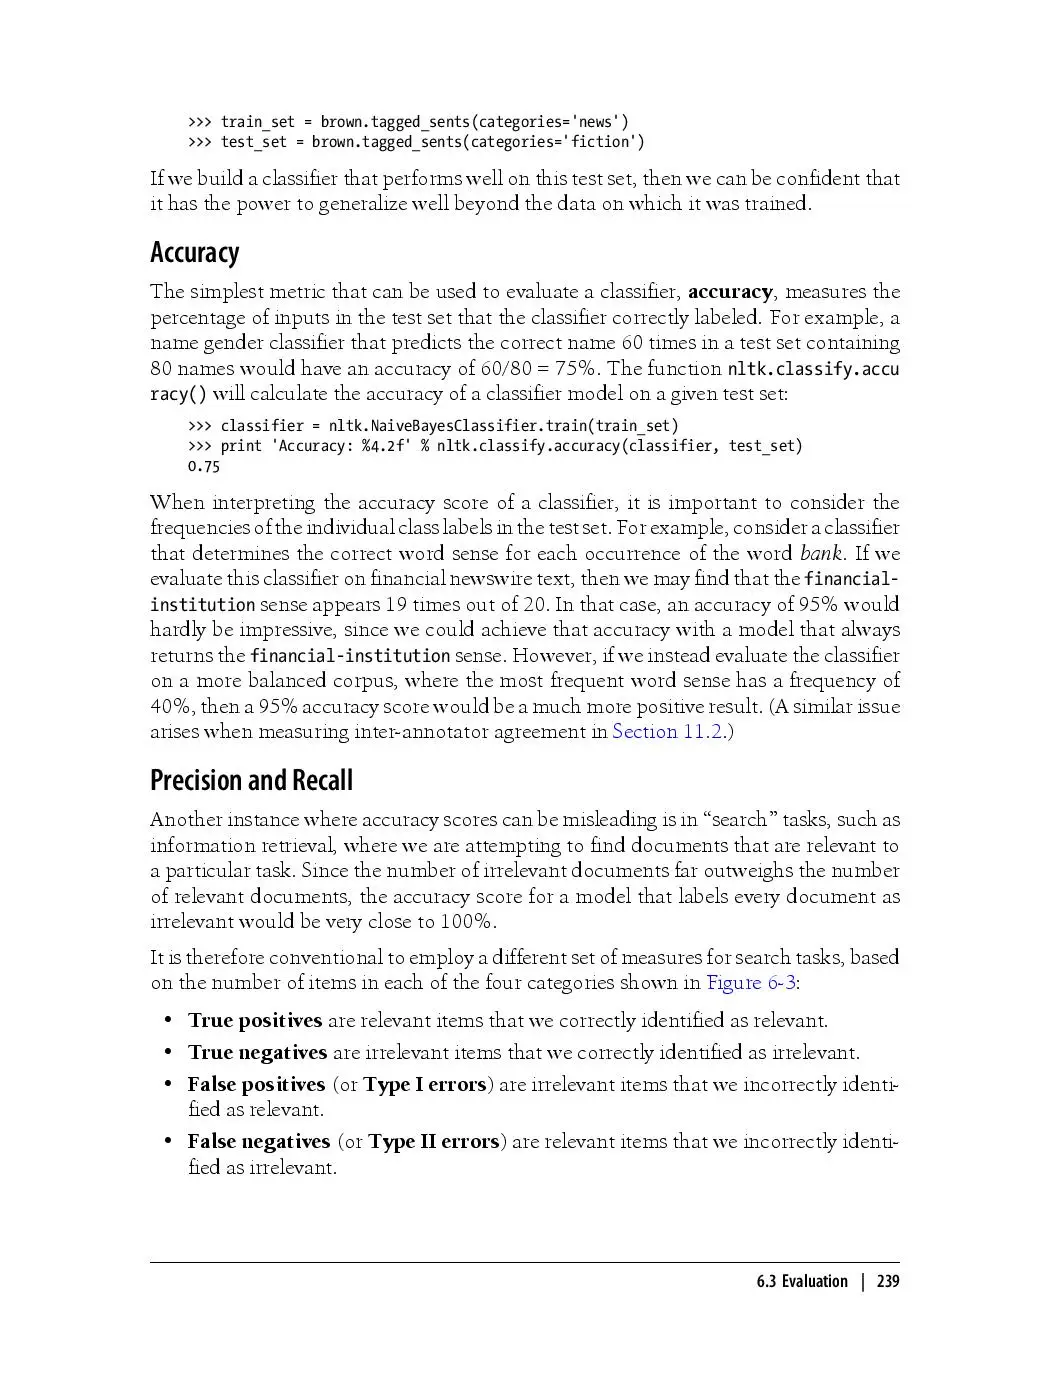 >>> train_set = brown.tagged_sents(categories='news')
>>> test_set = brown.tagged_sents(categories='fiction')
If we build a classifier that performs well on this test set, then we can be confident that
it has the power to generalize well beyond the data on which it was trained.
Accuracy
The simplest metric that can be used to evaluate a classifier, accuracy, measures the
percentage of inputs in the test set that the classifier correctly labeled. For example, a
name gender classifier that predicts the correct name 60 times in a test set containing
80 names would have an accuracy of 60/80 = 75%. The function nltk.classify.accu
racy() will calculate the accuracy of a classifier model on a given test set:
>>> classifier = nltk.NaiveBayesClassifier.train(train_set)
>>> print 'Accuracy: %4.2f' % nltk.classify.accuracy(classifier, test_set)
0.75
When interpreting the accuracy score of a classifier, it is important to consider the
frequencies of the individual class labels in the test set. For example, consider a classifier
that determines the correct word sense for each occurrence of the word bank. If we
evaluate this classifier on financial newswire text, then we may find that the financial-
institution sense appears 19 times out of 20. In that case, an accuracy of 95% would
hardly be impressive, since we could achieve that accuracy with a model that always
returns the financial-institution sense. However, if we instead evaluate the classifier
on a more balanced corpus, where the most frequent word sense has a frequency of
40%, then a 95% accuracy score would be a much more positive result. (A similar issue
arises when measuring inter-annotator agreement in Section 11.2.)
Precision and Recall
Another instance where accuracy scores can be misleading is in “search” tasks, such as
information retrieval, where we are attempting to find documents that are relevant to
a particular task. Since the number of irrelevant documents far outweighs the number
of relevant documents, the accuracy score for a model that labels every document as
irrelevant would be very close to 100%.
It is therefore conventional to employ a different set of measures for search tasks, based
on the number of items in each of the four categories shown in Figure 6-3:
• True positives are relevant items that we correctly identified as relevant.
• True negatives are irrelevant items that we correctly identified as irrelevant.
• False positives (or Type I errors) are irrelevant items that we incorrectly identi-
fied as relevant.
• False negatives (or Type II errors) are relevant items that we incorrectly identi-
fied as irrelevant.
6.3 Evaluation | 239